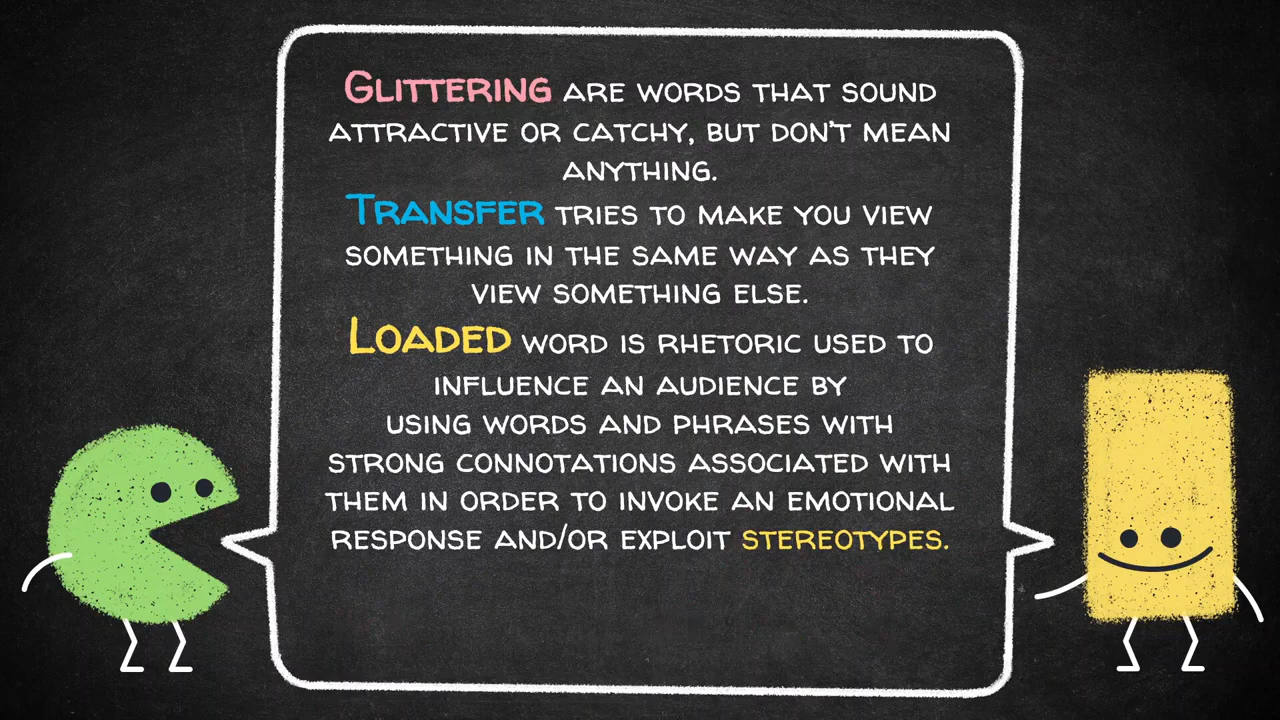 Glittering are words that sound
attractive or catchy, but don't mean
anything.
Transfer tries to make you view
something in the same way as they
view something else.
Loaded word is rhetoric used to
influence an audience by
using words and phrases with
strong connotations associated with
them in order to invoke an emotional
response and/or exploit stereotypes.